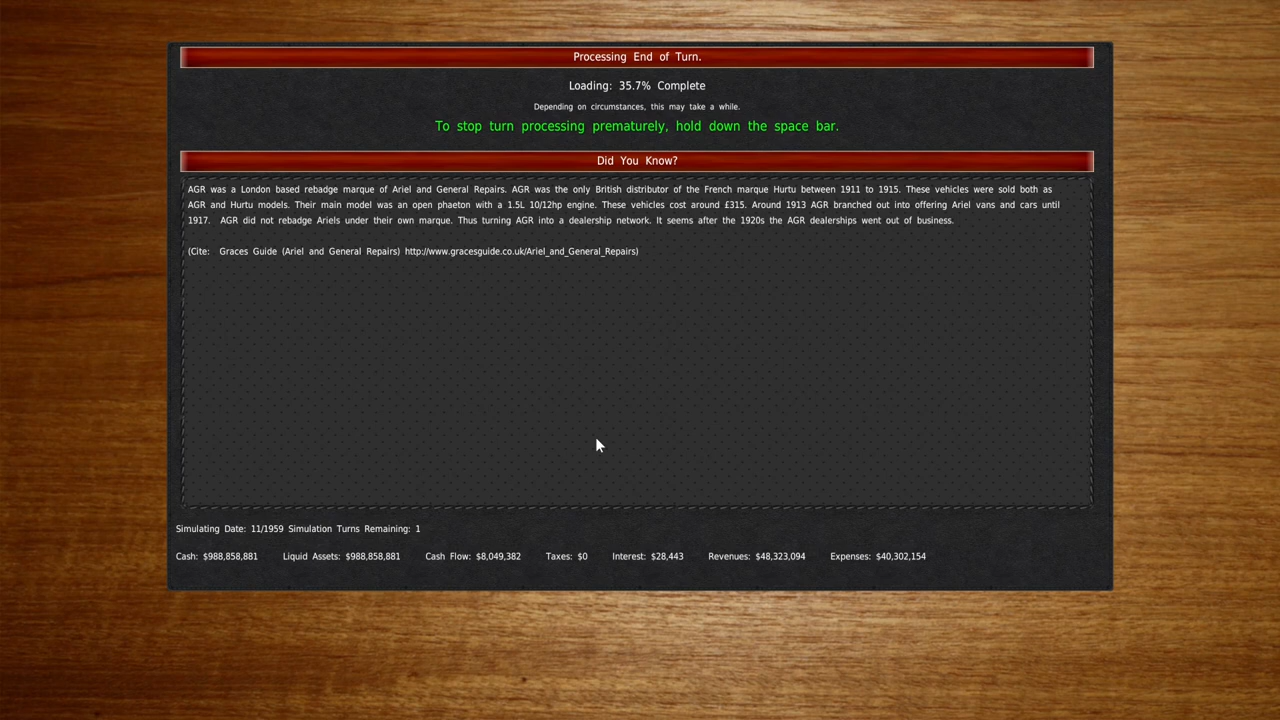 Processing End of Turn.
Loading: 35.7% Complete
Depending on circumstances, this may take a while.
To stop turn processing prematurely, hold down the space bar.
Did You Know?
AGR was a London based rebadge marque of Ariel and General Repairs. AGR was the only British distributor of the French marque Hurtu between 1911 to 1915. These vehicles were sold both as
AGR and Hurtu models. Their main model was an open phaeton with a 1.5L 10/12hp engine. These vehicles cost around £315. Around 1913 AGR branched out into offering Ariel vans and cars until
1917. AGR did not rebadge Ariels under their own marque. Thus turning AGR into a dealership network. It seems after the 1920s the AGR dealerships went out of business.
(Cite: Graces Guide (Ariel and General Repairs) http://www.gracesguide.co.uk/Ariel_and_General_Repairs)
Simulating Date: 11/1959 Simulation Turns Remaining: 1
Cash: $988,858,881 Liquid Assets: $988,858,881 Cash Flow: $8,049,382 Taxes: $0 Interest: $28,443 Revenues: $48,323,094 Expenses: $40,302,154